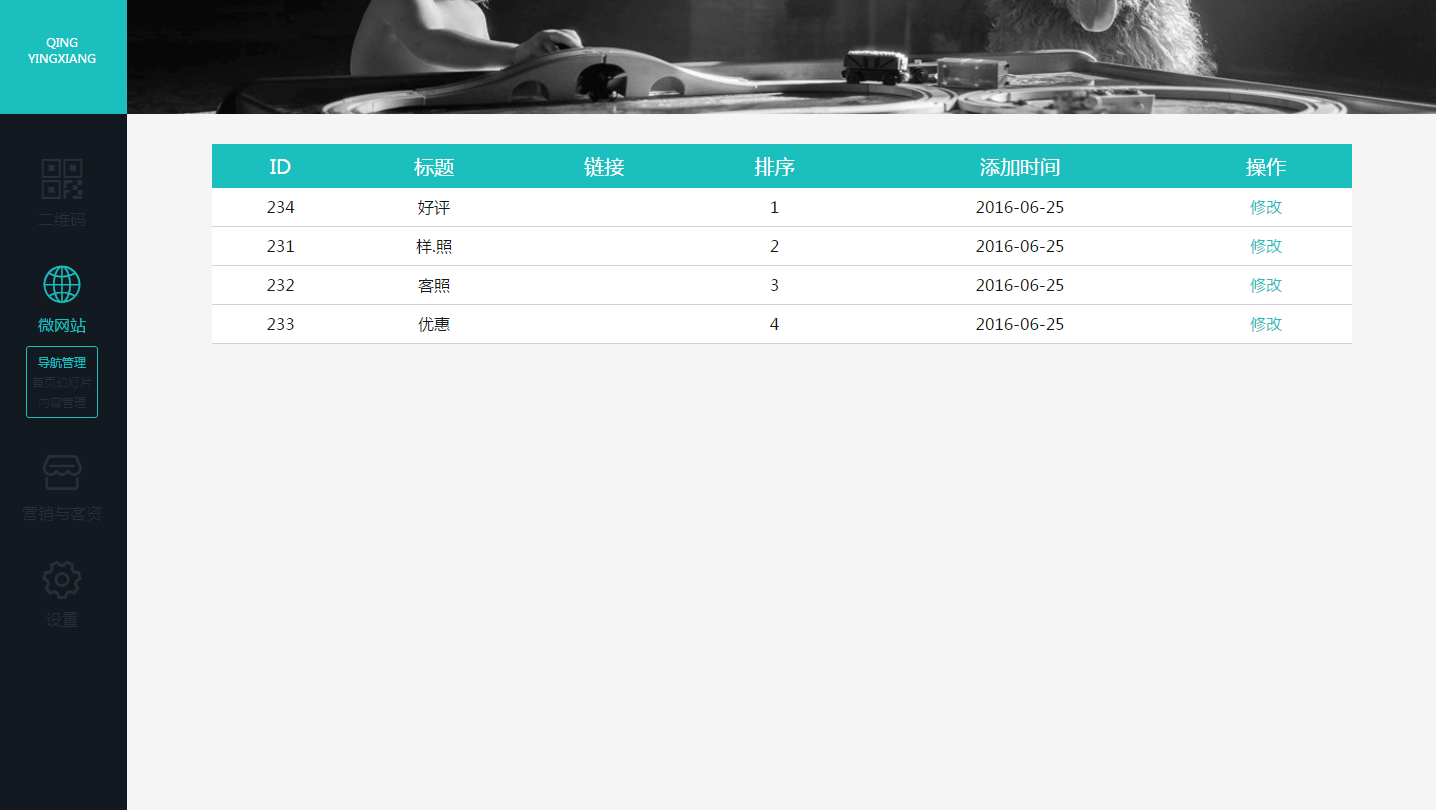 QING
YINGXIANG
二维码
微网站
导航管理
首页幻灯片
内容管理
营销与客资
设置
ID 标题 链接 排序 添加时间 操作
234 好评 1 2016-06-25 修改
231 样.照 2 2016-06-25 修改
232 客照 3 2016-06-25 修改
233 优惠 4 2016-06-25 修改